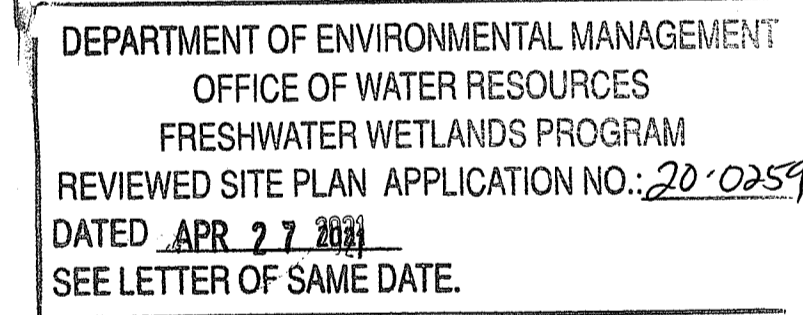 DEPARTMENT OF ENVIRONMENTAL MANAGEMENT
OFFICE OF WATER RESOURCES
FRESHWATER WETLANDS PROGRAM
REVIEWED SITE PLAN APPLICATION NO.: 20-0259
DATED APR 27
SEE LETTER OF SAME DATE.